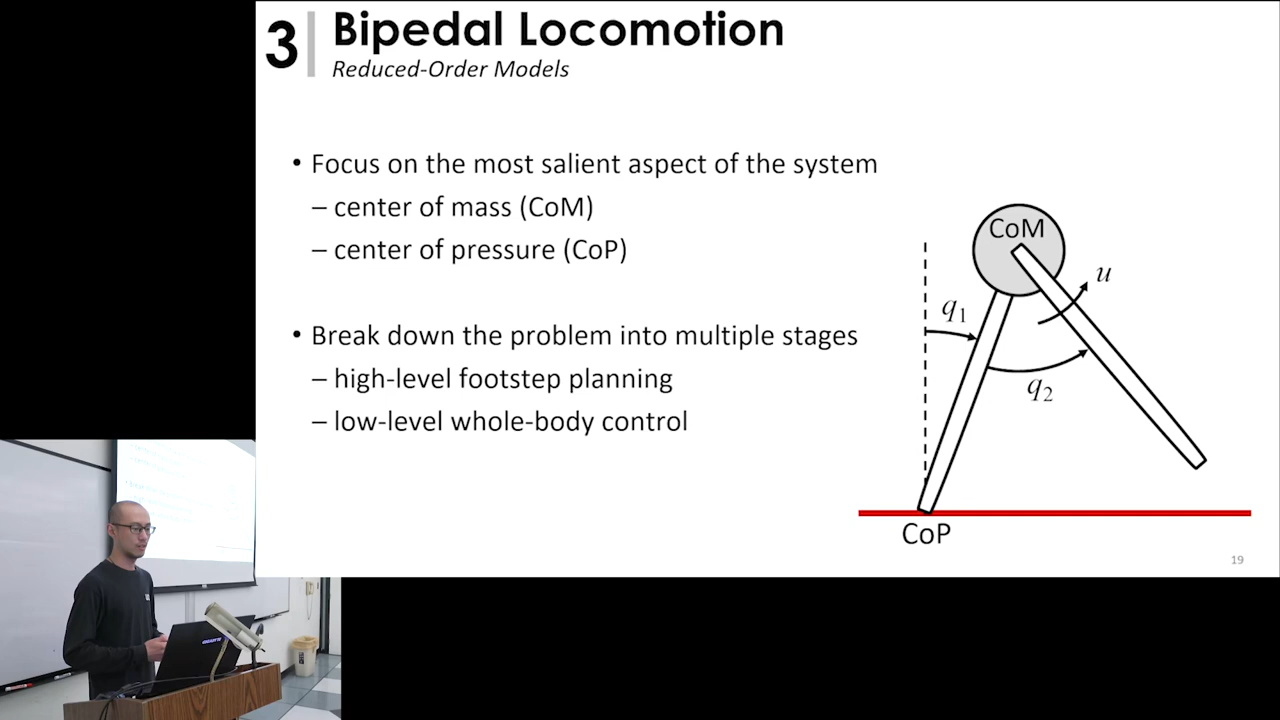 3
Bipedal Locomotion
Reduced-Order Models
• Focus on the most salient aspect of the system
– center of mass (CoM)
– center of pressure (CoP)
• Break down the problem into multiple stages
– high-level footstep planning
– low-level whole-body control
CoM
u
q1
q2
CoP
19